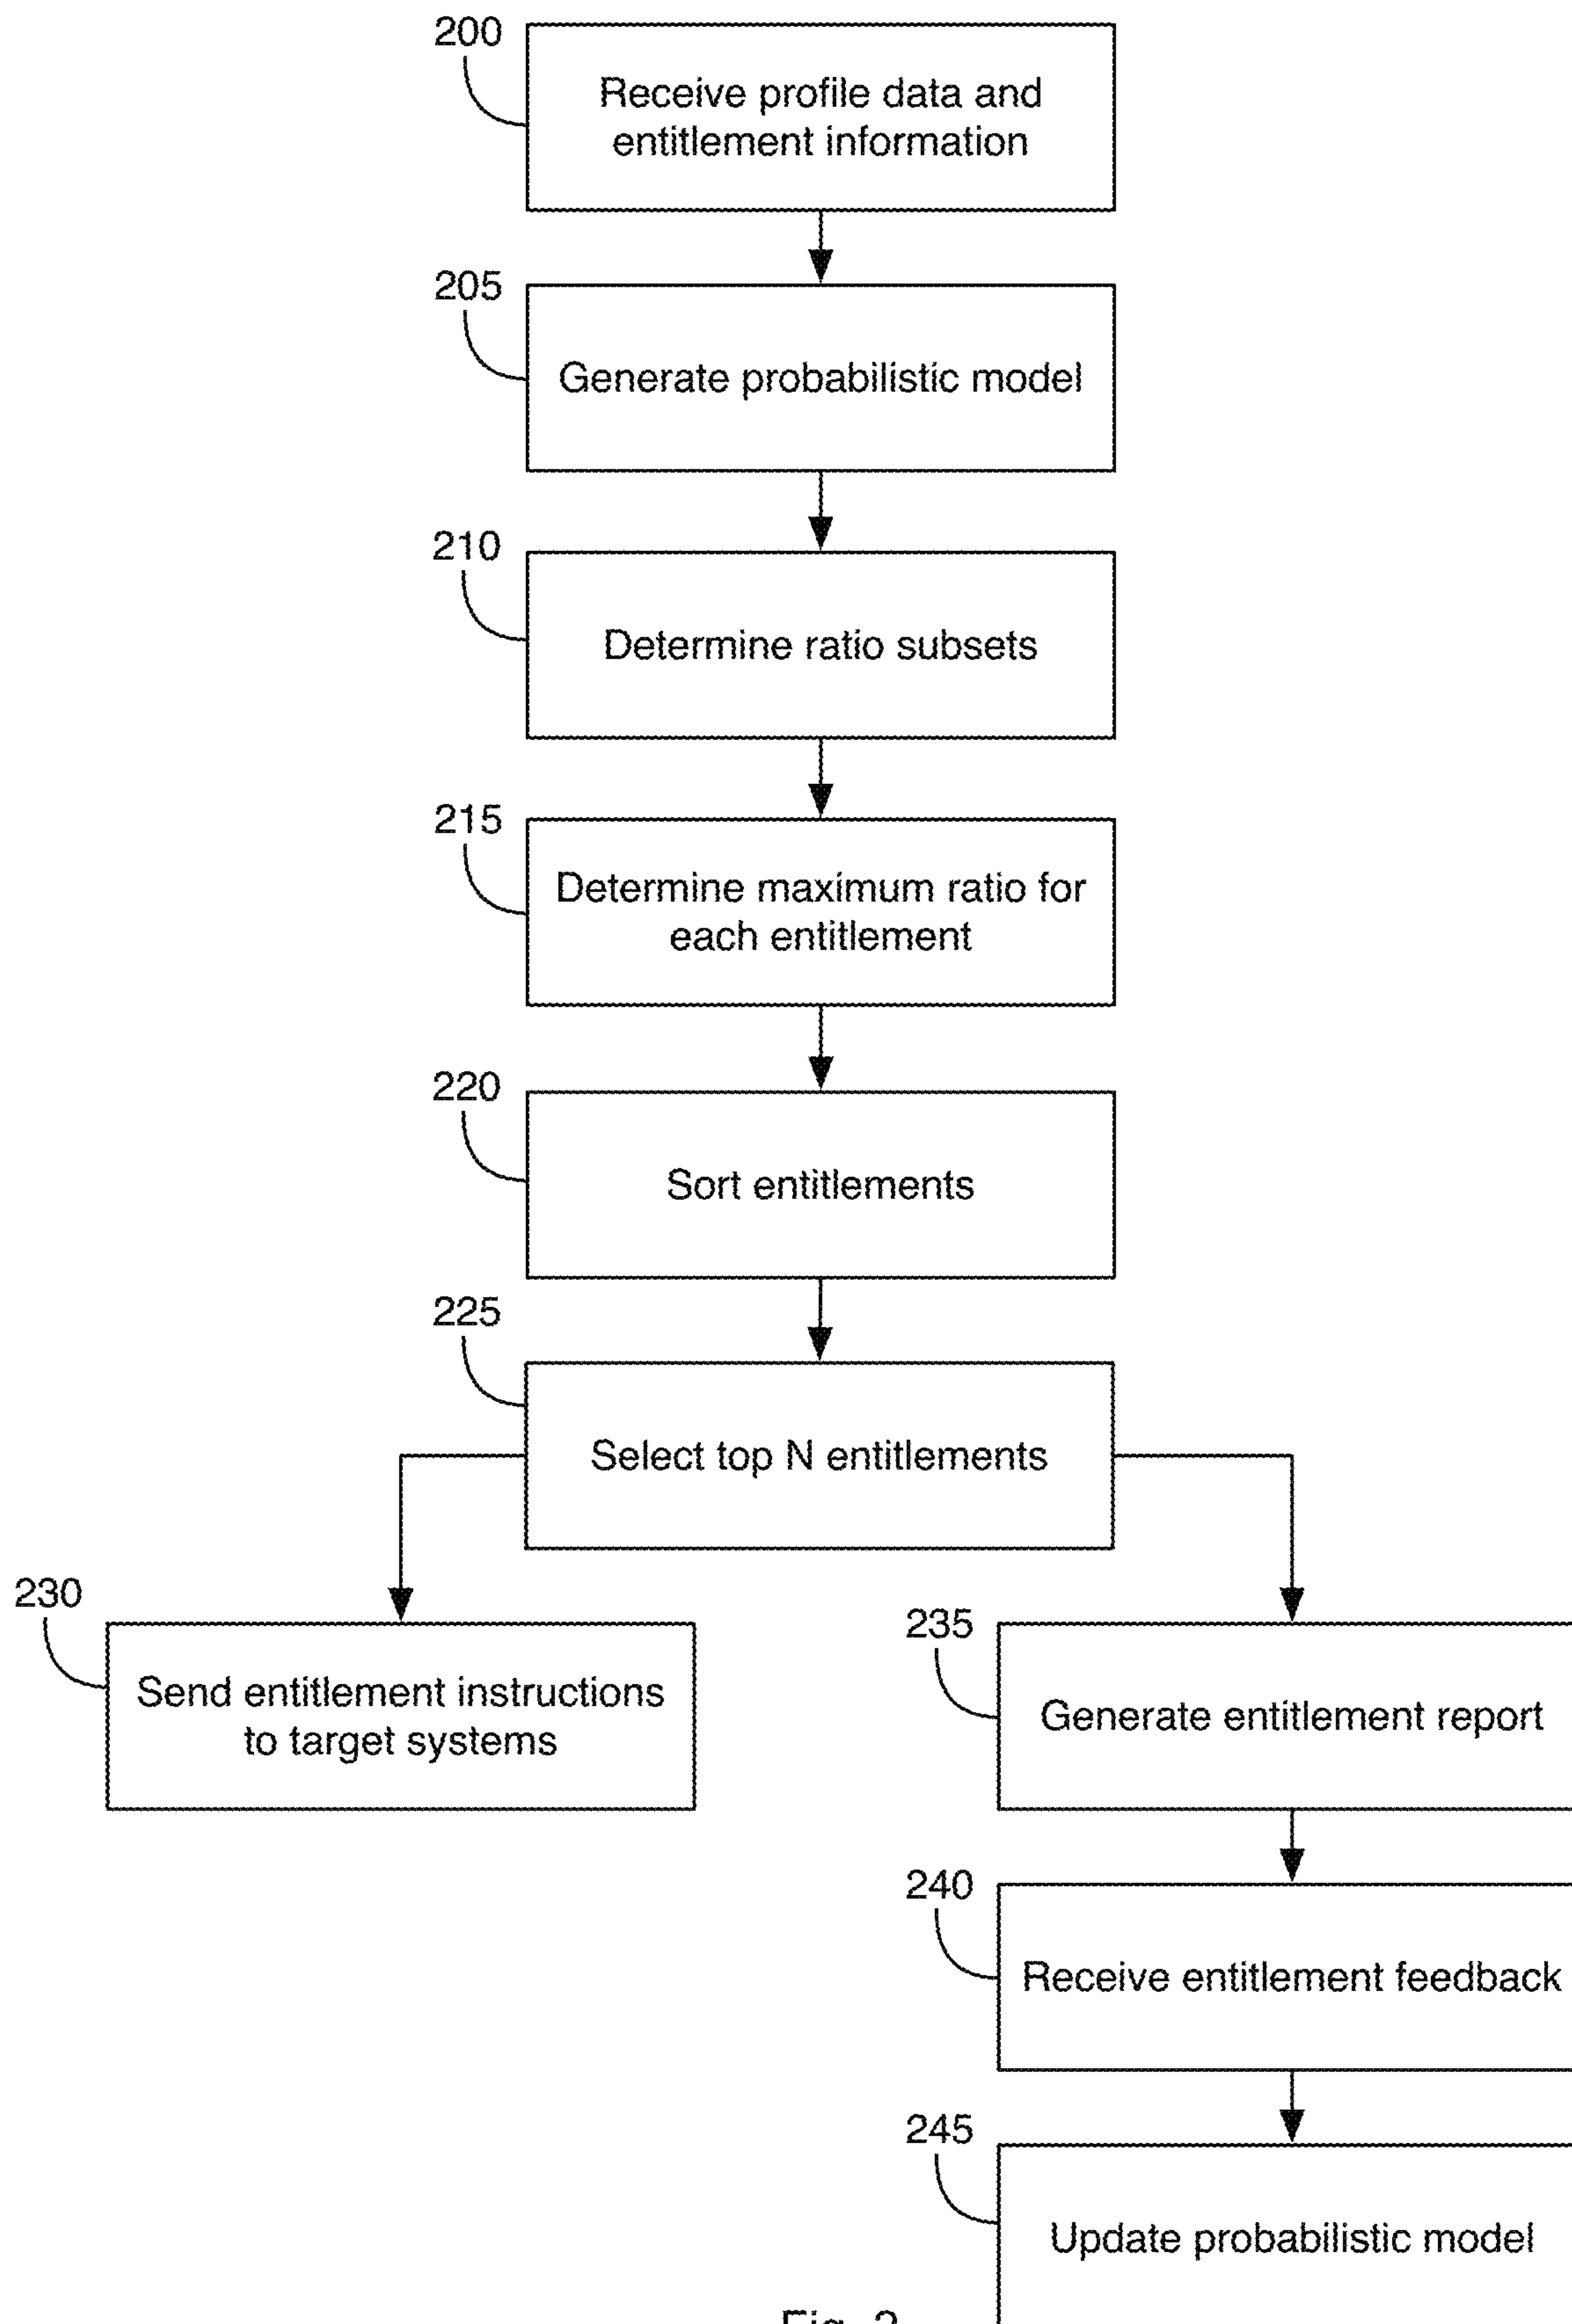 200
Receive profile data and
entitlement information
205
Generate probabilistic model
210
Determine ratio subsets
215
Determine maximum ratio for
each entitlement
220
Sort entitlements
225
Select top N entitlements
230
Send entitlement instructions
to target systems
235
Generate entitlement report
240
Receive entitlement feedback
245
Update probabilistic model
Fig.